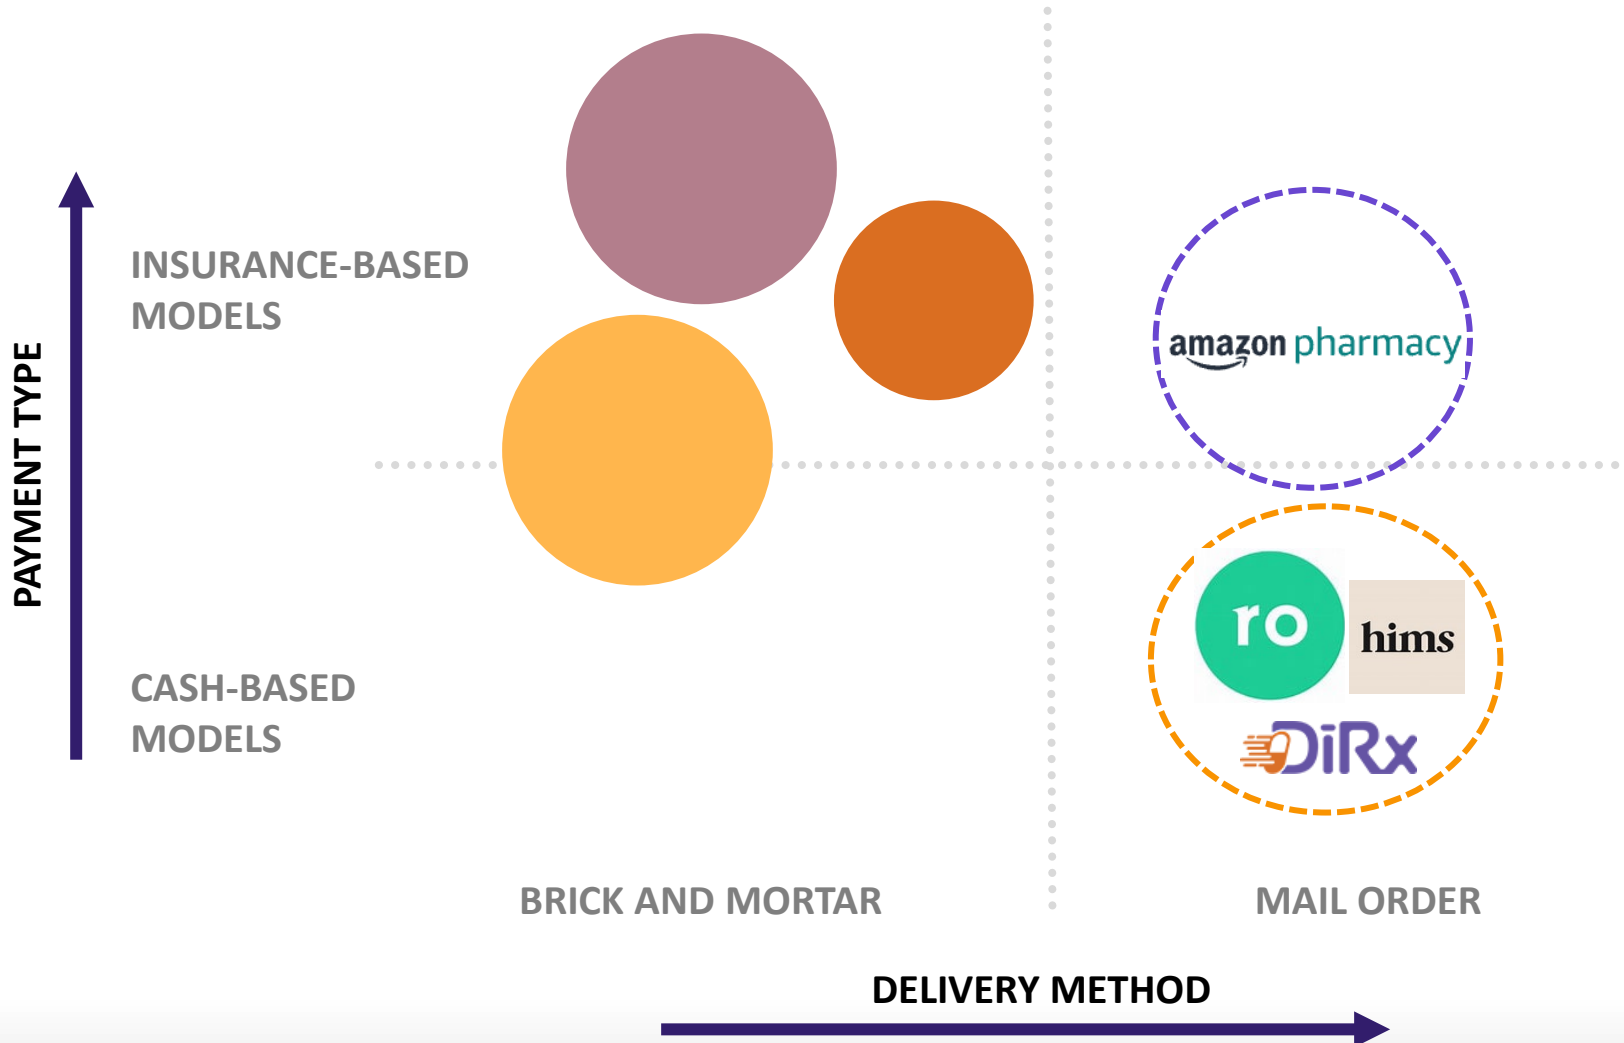 PAYMENT TYPE
INSURANCE-BASED
MODELS
amazon pharmacy
ro
hims
DiRx
CASH-BASED
MODELS
BRICK AND MORTAR
MAIL ORDER
DELIVERY METHOD